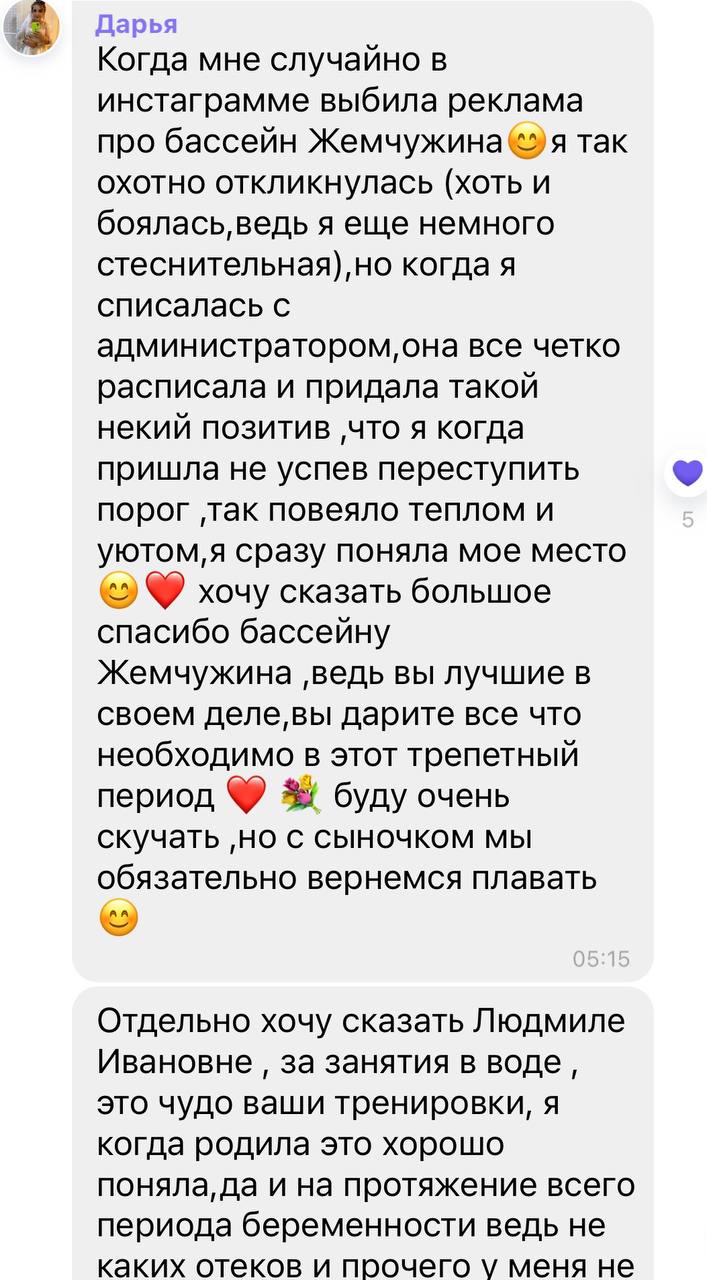 Дарья
Когда мне случайно в
инстаграмме выбила реклама
про бассейн Жемчужина😊я так
охотно откликнулась (хоть и
боялась,ведь я еще немного
стеснительная),но когда я
списалась с
администратором,она все четко
расписала и придала такой
некий позитив ,что я когда
пришла не успев переступить
порог ,так повеяло теплом и
уютом,я сразу поняла мое место
😊❤️ хочу сказать большое
спасибо бассейну
Жемчужина ,ведь вы лучшие в
своем деле,вы дарите все что
необходимо в этот трепетный
период ❤️ 💐 буду очень
скучать ,но с сыночком мы
обязательно вернемся плавать
😊
05:15
5
Отдельно хочу сказать Людмиле
Ивановне , за занятия в воде ,
это чудо ваши тренировки, я
когда родила это хорошо
поняла,да и на протяжение всего
периода беременности ведь не
каких отеков и прочего у меня не